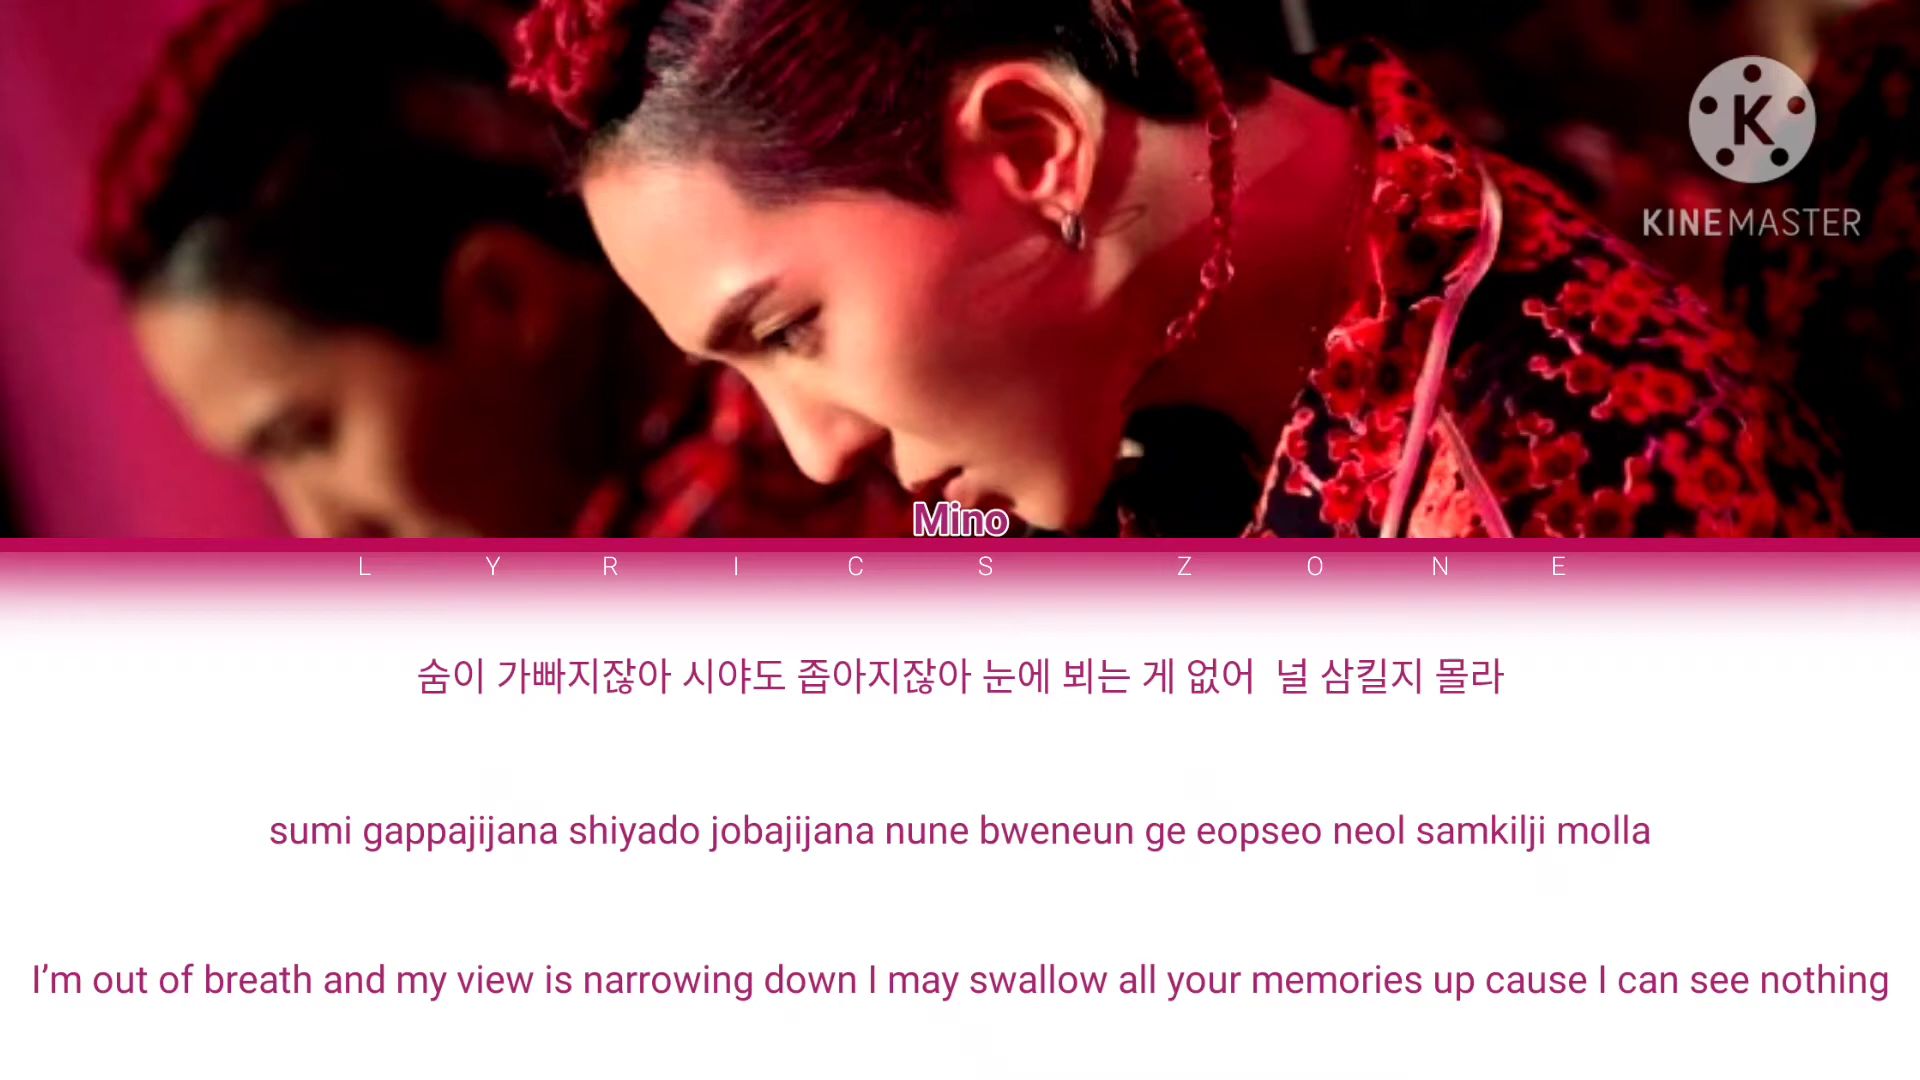 KINEMASTER
Mino
LYRICS ZONE
숨이 가빠지잖아 시야도 좁아지잖아 눈에 뵈는 게 없어 널 삼킬지 몰라
sumi gappajijana shiyado jobajijana nune bweneun ge eopseo neol samkilji molla
I’m out of breath and my view is narrowing down I may swallow all your memories up cause I can see nothing